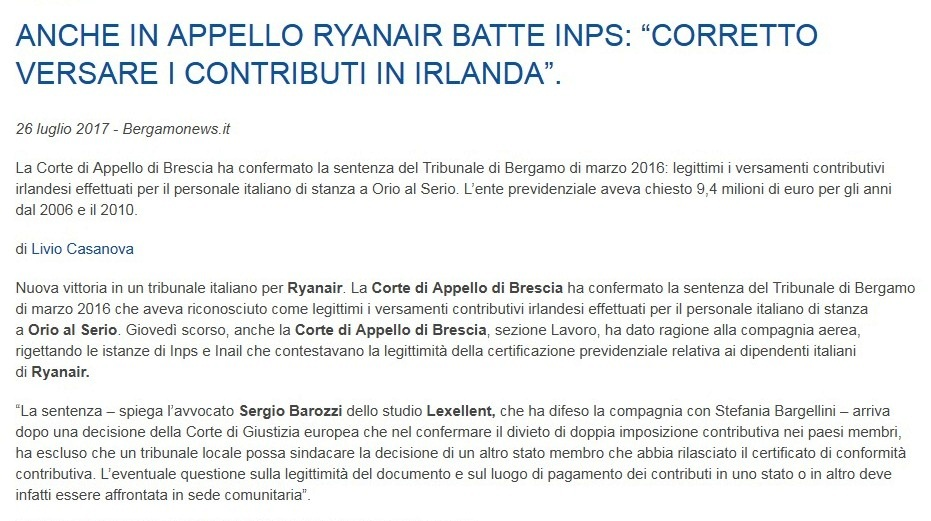 ANCHE IN APPELLO RYANAIR BATTE INPS: “CORRETTO
VERSARE I CONTRIBUTI IN IRLANDA”.
26 luglio 2017 - Bergamonews.it
La Corte di Appello di Brescia ha confermato la sentenza del Tribunale di Bergamo di marzo 2016: legittimi i versamenti contributivi
irlandesi effettuati per il personale italiano di stanza a Orio al Serio. L’ente previdenziale aveva chiesto 9,4 milioni di euro per gli anni
dal 2006 e il 2010.
di Livio Casanova
Nuova vittoria in un tribunale italiano per Ryanair. La Corte di Appello di Brescia ha confermato la sentenza del Tribunale di Bergamo
di marzo 2016 che aveva riconosciuto come legittimi i versamenti contributivi irlandesi effettuati per il personale italiano di stanza
a Orio al Serio. Giovedì scorso, anche la Corte di Appello di Brescia, sezione Lavoro, ha dato ragione alla compagnia aerea,
rigettando le istanze di Inps e Inail che contestavano la legittimità della certificazione previdenziale relativa ai dipendenti italiani
di Ryanair.
“La sentenza – spiega l’avvocato Sergio Barozzi dello studio Lexellent, che ha difeso la compagnia con Stefania Bargellini – arriva
dopo una decisione della Corte di Giustizia europea che nel confermare il divieto di doppia imposizione contributiva nei paesi membri,
ha escluso che un tribunale locale possa sindacare la decisione di un altro stato membro che abbia rilasciato il certificato di conformità
contributiva. L’eventuale questione sulla legittimità del documento e sul luogo di pagamento dei contributi in uno stato o in altro deve
infatti essere affrontata in sede comunitaria”.